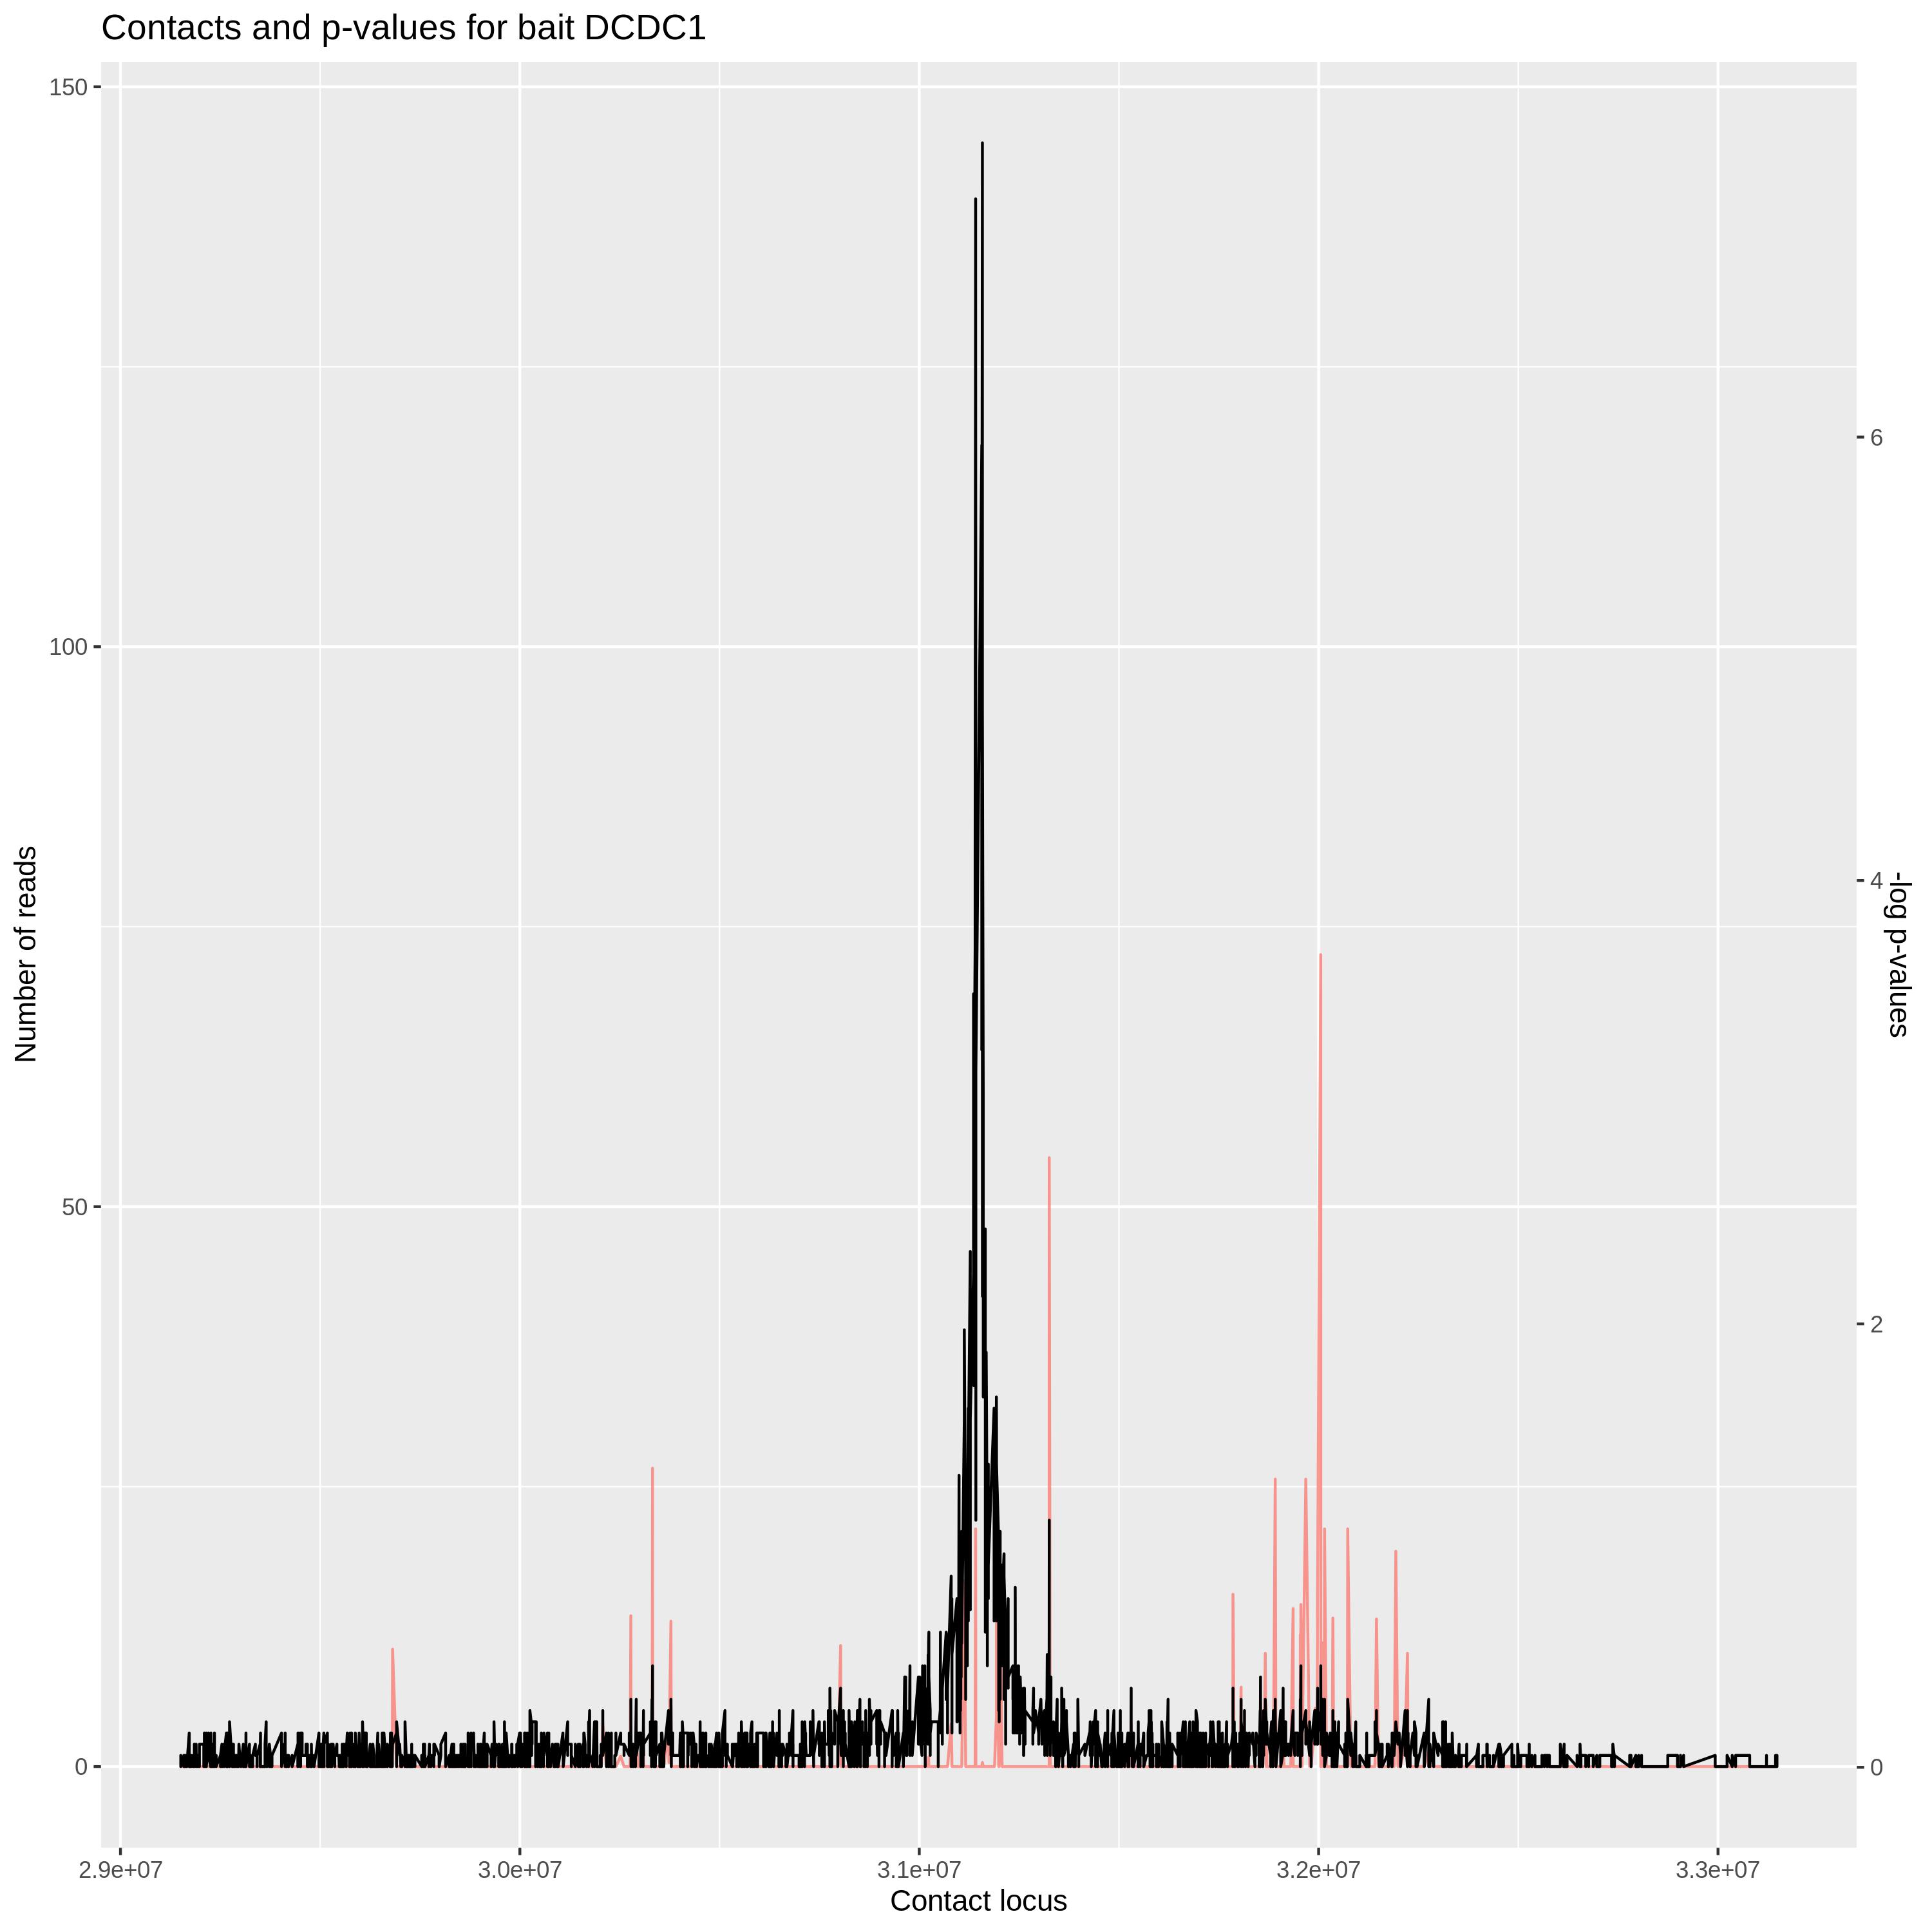 Contacts and p-values for bait DCDC1
150
100
50
0
Number of reads
6
4
2
0
-log p-values
2.9e+07 3.0e+07 3.1e+07 3.2e+07 3.3e+07
Contact locus